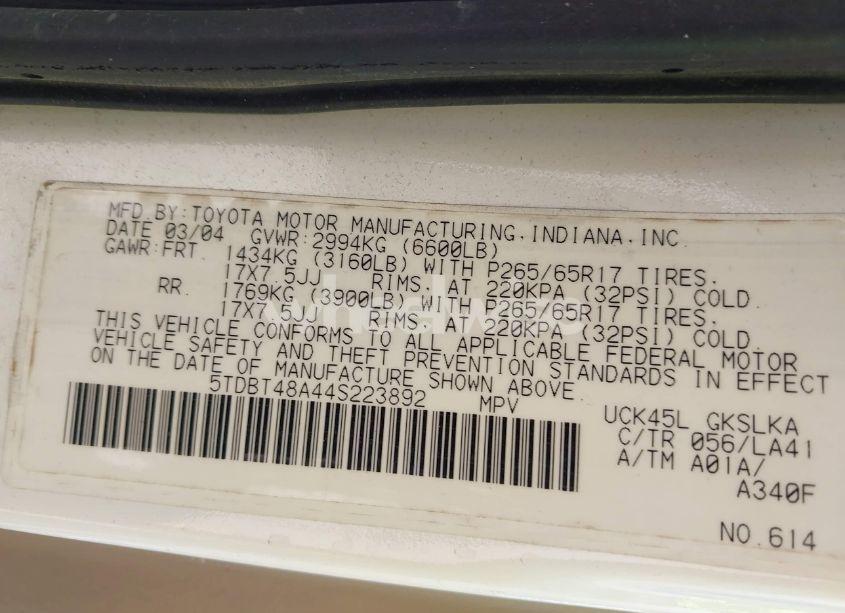 MFD.BY:TOYOTA MOTOR MANUFACTURING,INDIANA,INC.
DATE 03/04 GVWR:2994KG (6600LB)
GAWR:FRT. 1434KG (3160LB) WITH P265/65R17 TIRES.
17X7.5JJ RIMS, AT 220KPA (32PSI) COLD.
RR. 1769KG (3900LB) WITH P265/65R17 TIRES.
17X7.5JJ RIMS, AT 220KPA (32PSI) COLD.
THIS VEHICLE CONFORMS TO ALL APPLICABLE FEDERAL MOTOR
VEHICLE SAFETY AND THEFT PREVENTION STANDARDS IN EFFECT
ON THE DATE OF MANUFACTURE SHOWN ABOVE.
5TDBT48A44S223892 MPV
UCK45L GKSLKA
C/TR 056/LA41
A/TM A01A/
A340F
NO.614